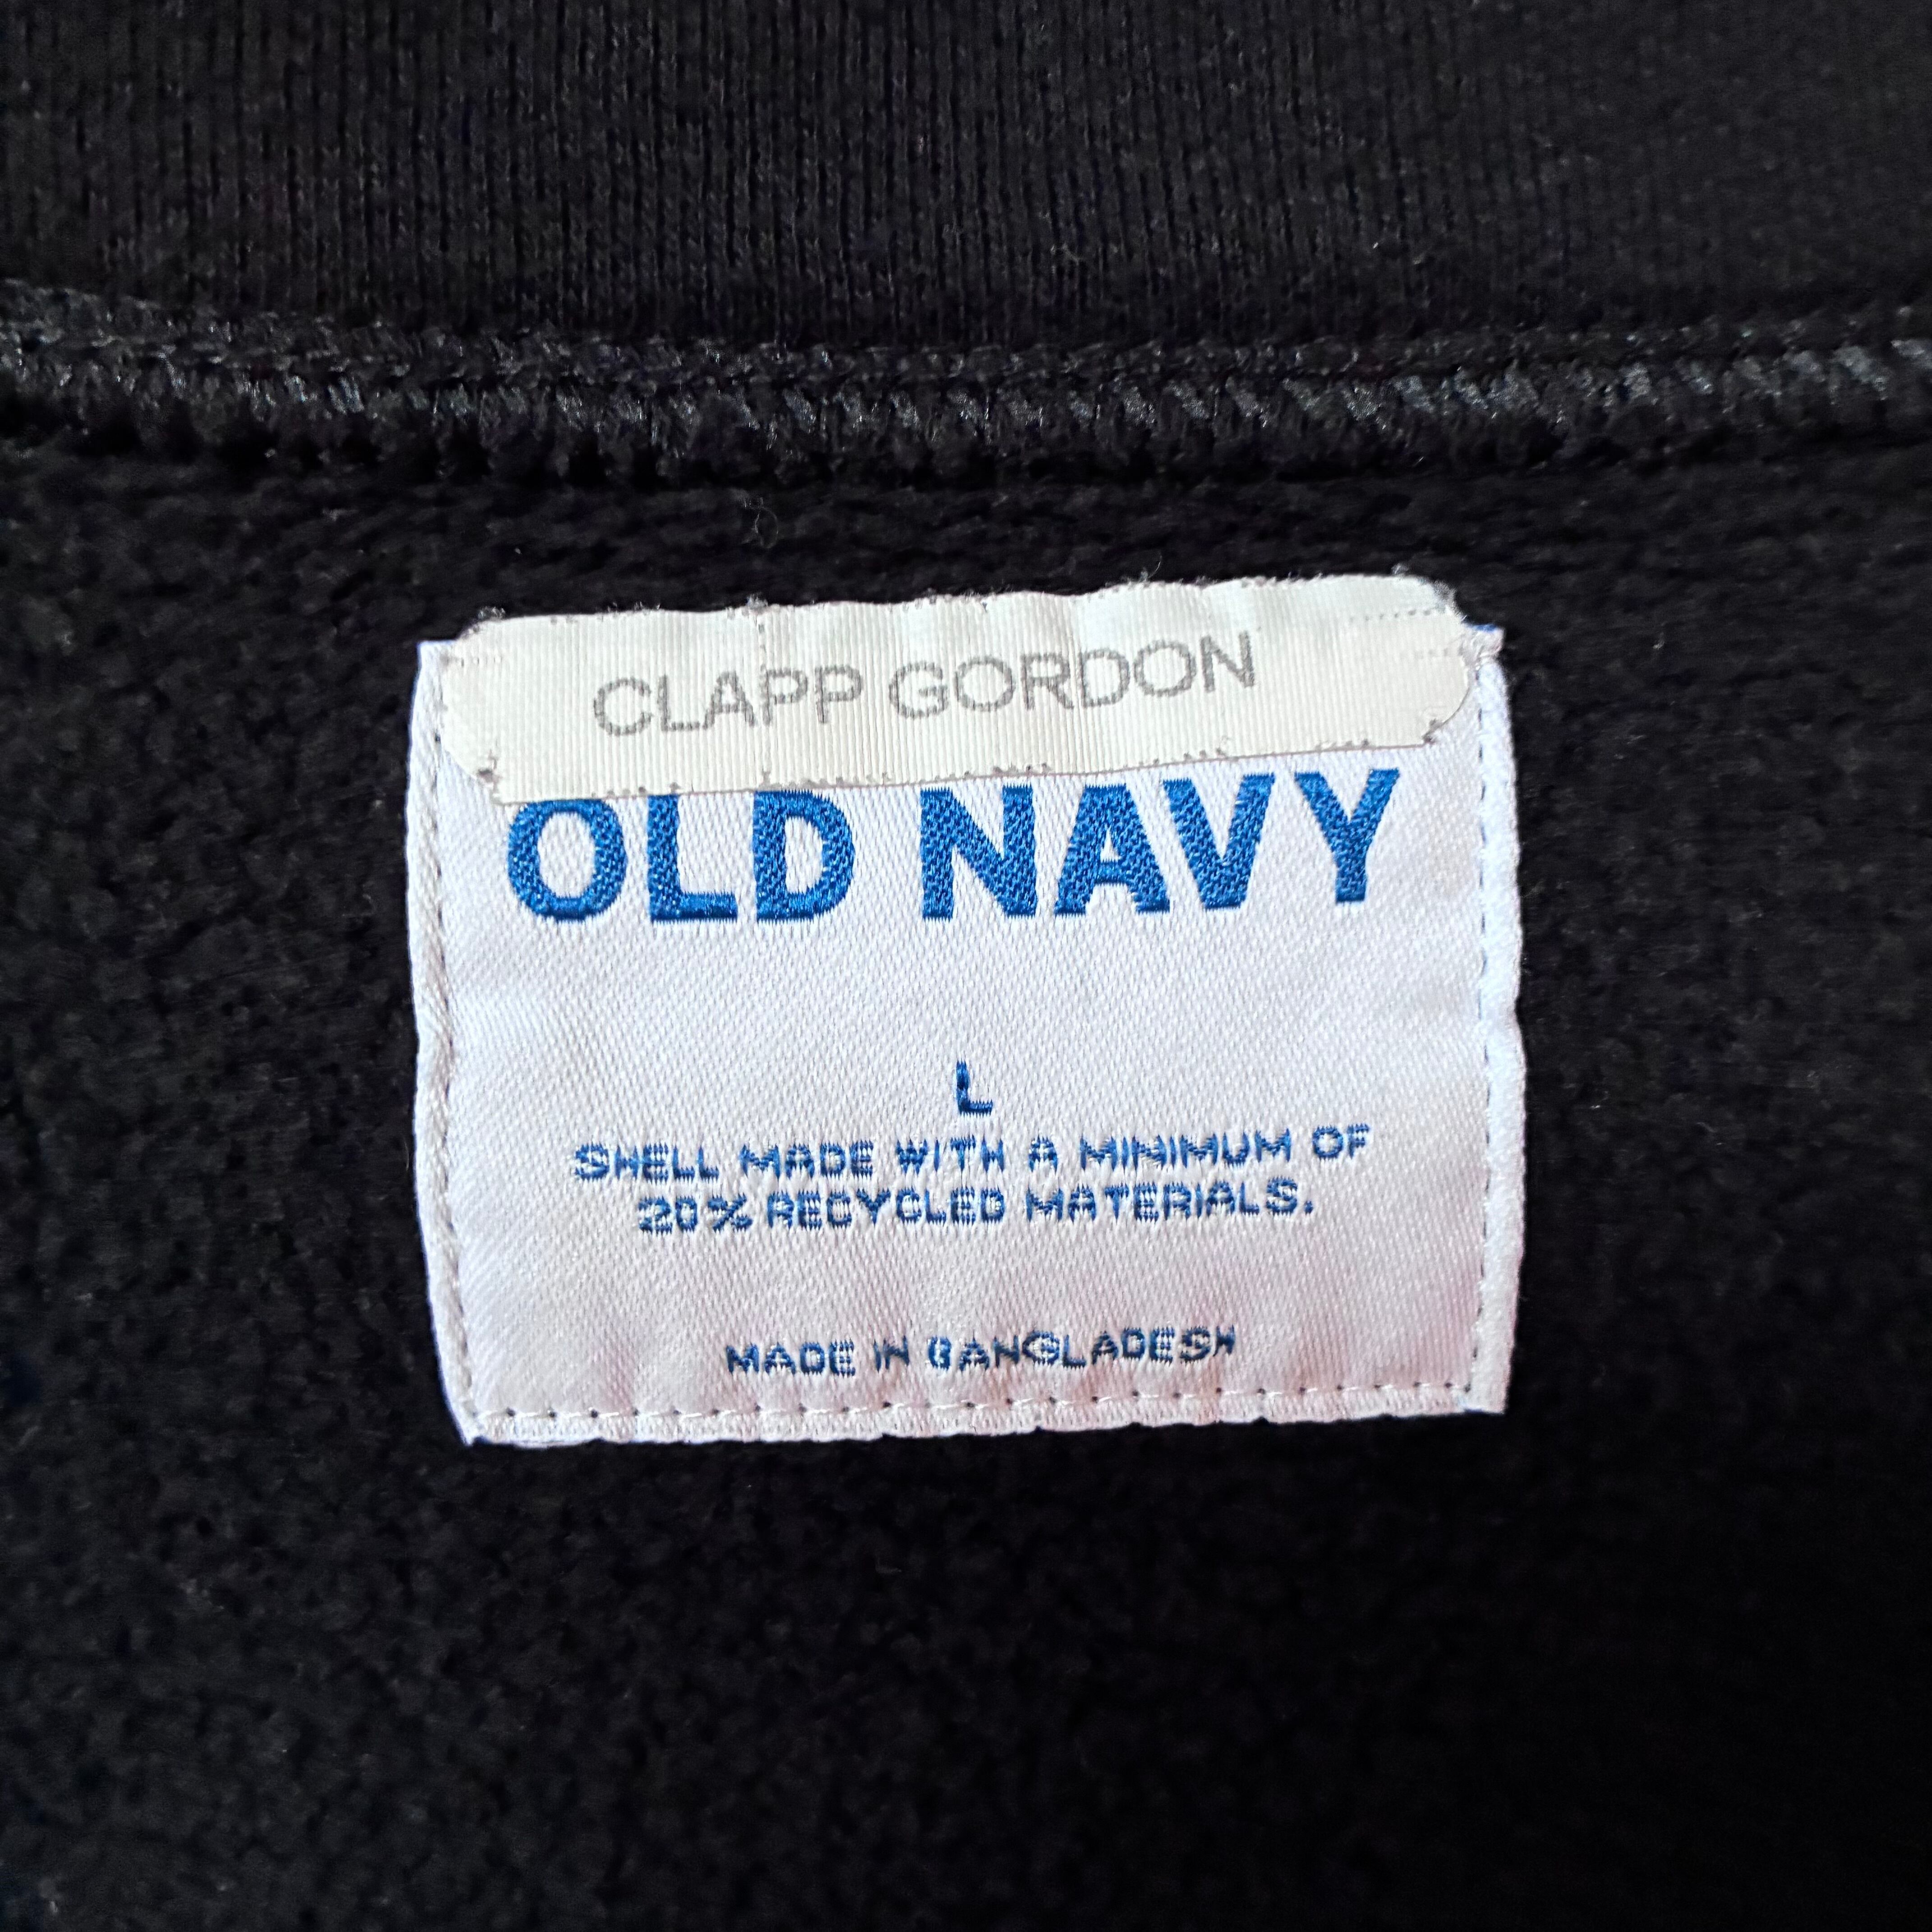 CLAPP GORDON
OLD NAVY
L
SHELL MADE WITH A MINIMUM OF
20% RECYCLED MATERIALS.
MADE IN BANGLADESH